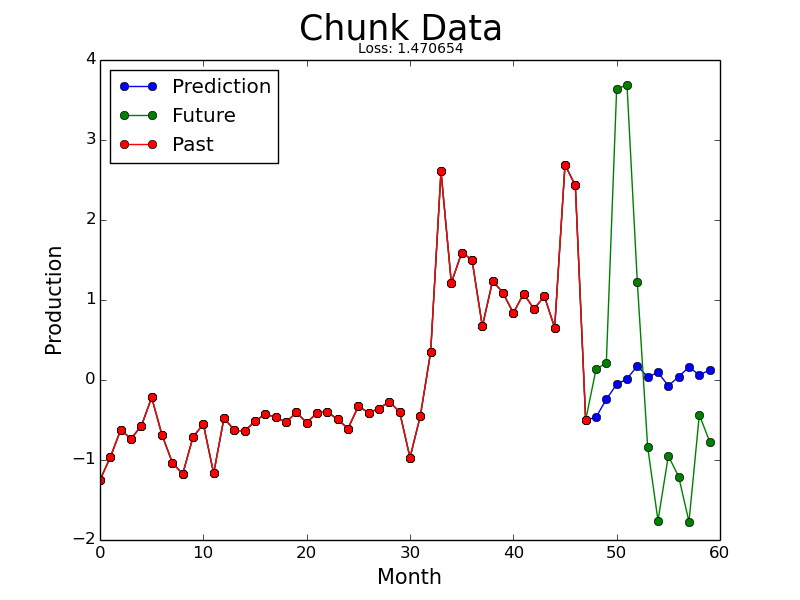 Chunk Data
Loss: 1.470654
Prediction
Future
Past
Production
4
3
2
1
0
−1
−2
0 10 20 30 40 50 60
Month